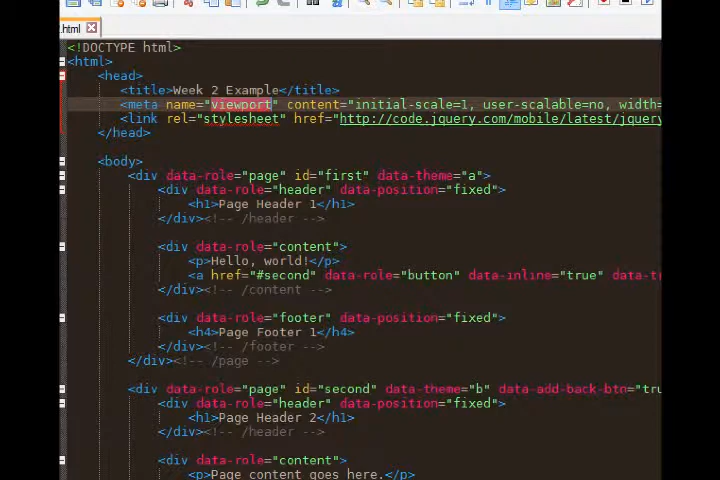 .html
<!DOCTYPE html>
<html>
<head>
<title>Week 2 Example</title>
<meta name="viewport" content="initial-scale=1, user-scalable=no, width=
<link rel="stylesheet" href="http://code.jquery.com/mobile/latest/jquery
</head>
<body>
<div data-role="page" id="first" data-theme="a">
<div data-role="header" data-position="fixed">
<h1>Page Header 1</h1>
</div><!-- /header -->
<div data-role="content">
<p>Hello, world!</p>
<a href="#second" data-role="button" data-inline="true" data-tr
</div><!-- /content -->
<div data-role="footer" data-position="fixed">
<h4>Page Footer 1</h4>
</div><!-- /footer -->
</div><!-- /page -->
<div data-role="page" id="second" data-theme="b" data-add-back-btn="tru
<div data-role="header" data-position="fixed">
<h1>Page Header 2</h1>
</div><!-- /header -->
<div data-role="content">
<p>Page content goes here.</p>